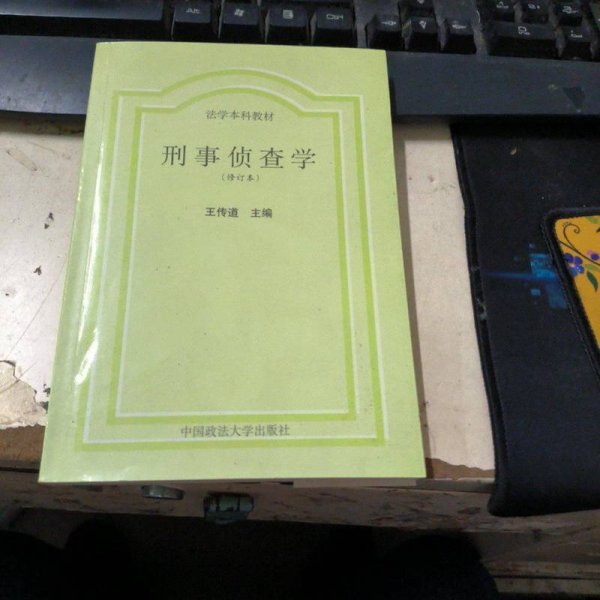 法学本科教材
刑事侦查学
(修订本)
王传道 主编
中国政法大学出版社